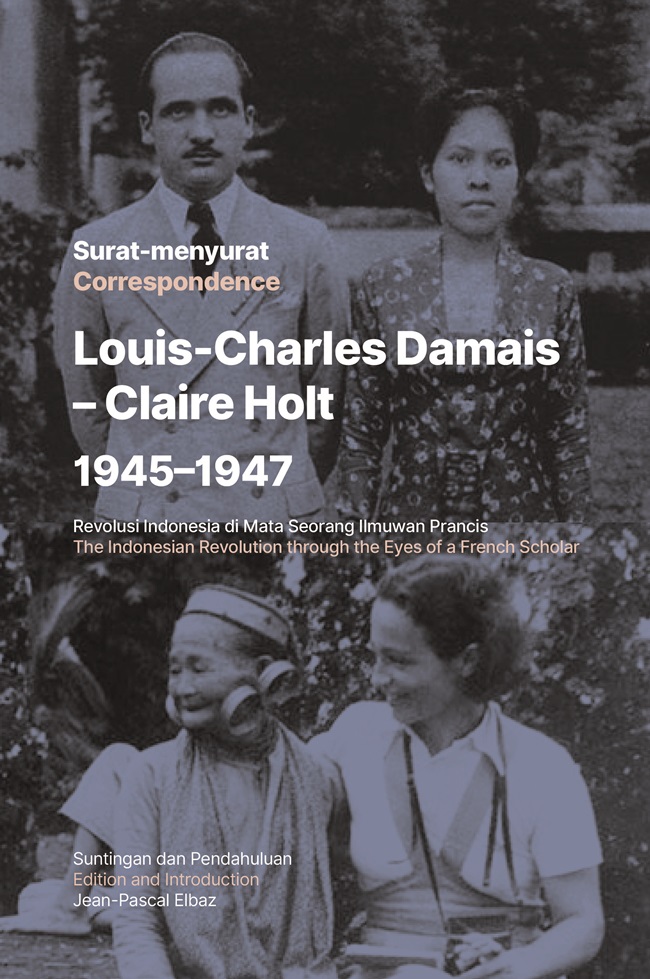 Surat-menyurat
Correspondence
Louis-Charles Damais
– Claire Holt
1945–1947
Revolusi Indonesia di Mata Seorang Ilmuwan Prancis
The Indonesian Revolution through the Eyes of a French Scholar
Suntingan dan Pendahuluan
Edition and Introduction
Jean-Pascal Elbaz